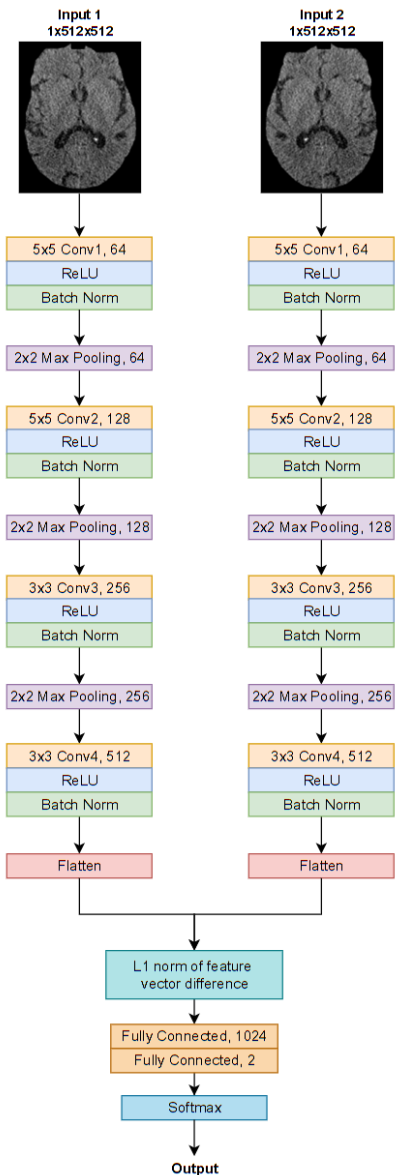 Input 1
1x512x512
5x5 Conv1, 64
ReLU
Batch Norm
2x2 Max Pooling, 64
5x5 Conv2, 128
ReLU
Batch Norm
2x2 Max Pooling, 128
3x3 Conv3, 256
ReLU
Batch Norm
2x2 Max Pooling, 256
3x3 Conv4, 512
ReLU
Batch Norm
Flatten
Input 2
1x512x512
5x5 Conv1, 64
ReLU
Batch Norm
2x2 Max Pooling, 64
5x5 Conv2, 128
ReLU
Batch Norm
2x2 Max Pooling, 128
3x3 Conv3, 256
ReLU
Batch Norm
2x2 Max Pooling, 256
3x3 Conv4, 512
ReLU
Batch Norm
Flatten
L1 norm of feature
vector difference
Fully Connected, 1024
Fully Connected, 2
Softmax
Output